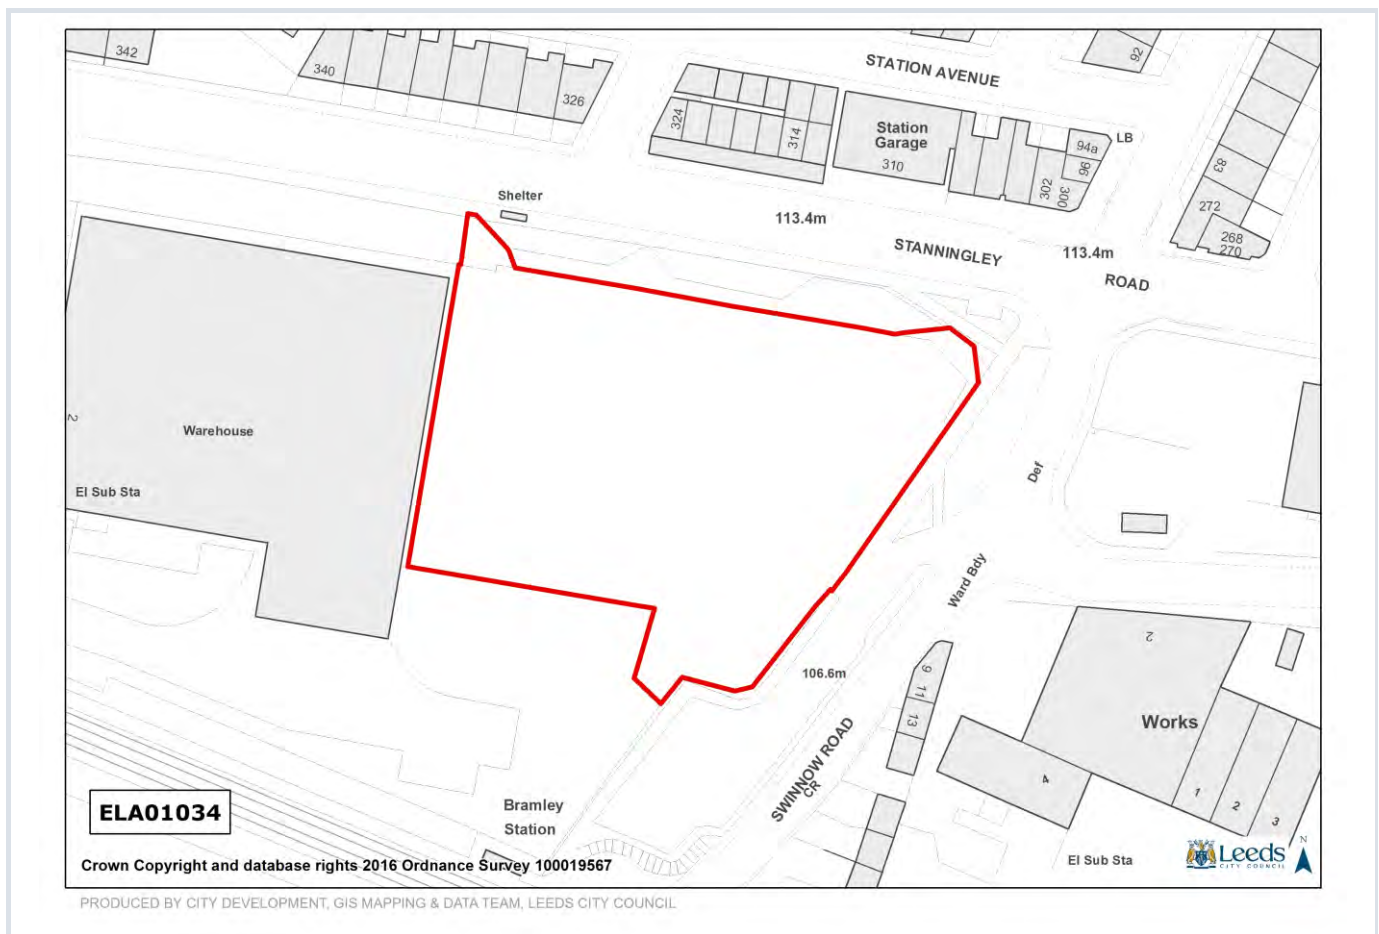 342
340
326
STATION AVENUE
92
324
314
Station
Garage
310
94a
LB
96
302
300
83
272
268
270
Shelter
113.4m
STANNINGLEY
113.4m
ROAD
2
Warehouse
El Sub Sta
Def
Ward Bdy
2
9
11
13
106.6m
Works
SWINNOW ROAD
CR
4
1
2
3
ELA01034
Bramley
Station
El Sub Sta
Leeds
CITY COUNCIL
N
Crown Copyright and database rights 2016 Ordnance Survey 100019567
PRODUCED BY CITY DEVELOPMENT, GIS MAPPING & DATA TEAM, LEEDS CITY COUNCIL